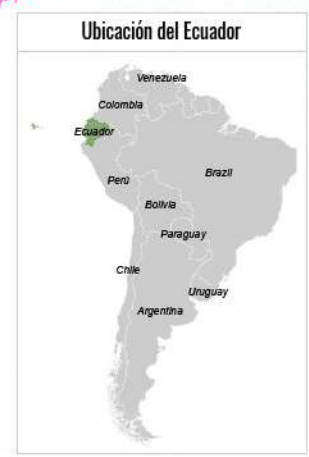 Ubicación del Ecuador
Venezuela
Colombia
Ecuador
Brazil
Perú
Bolivia
Paraguay
Chile
Uruguay
Argentina